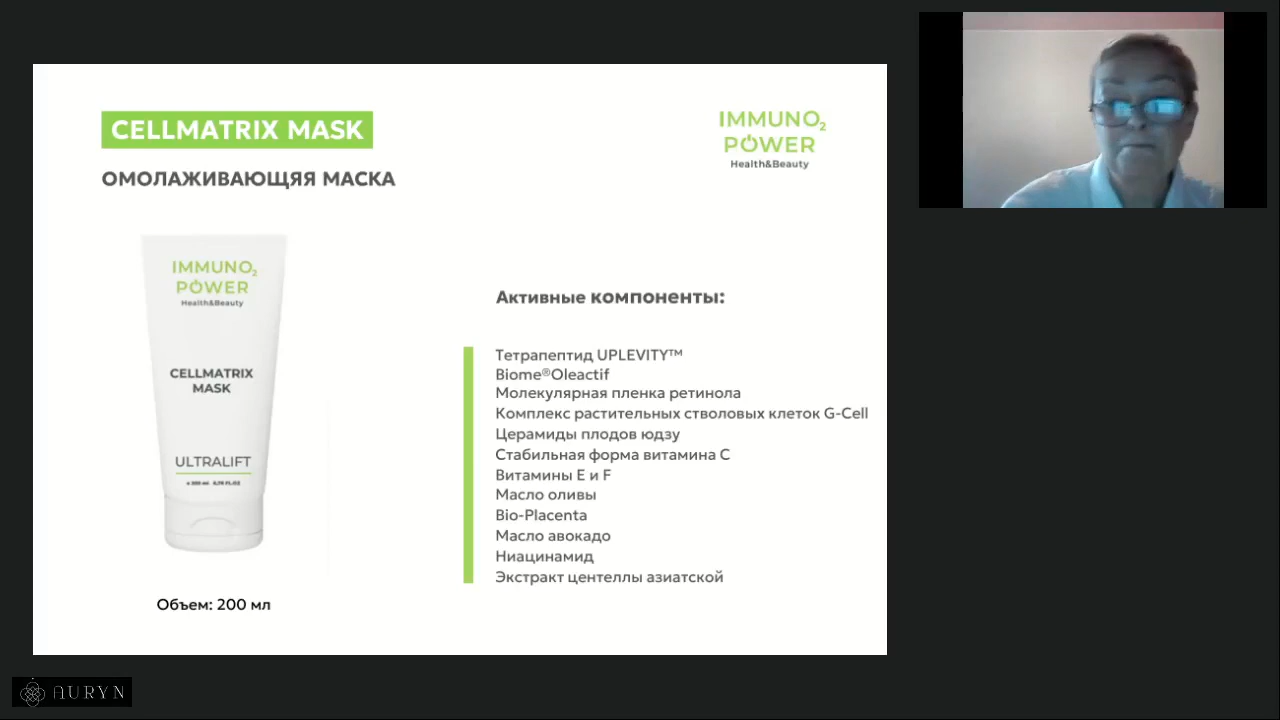 CELLMATRIX MASK
ОМОЛАЖИВАЮЩЯЯ МАСКА
IMMUNO2
POWER
Health&Beauty
IMMUNO2
POWER
Health&Beauty
CELLMATRIX
MASK
ULTRALIFT
Объем: 200 мл
Активные компоненты:
Тетрапептид UPLEVITY™
Biome®Oleactif
Молекулярная пленка ретинола
Комплекс растительных стволовых клеток G-Cell
Церамиды плодов юдзу
Стабильная форма витамина С
Витамины Е и F
Масло оливы
Bio-Placenta
Масло авокадо
Ниацинамид
Экстракт центеллы азиатской
AURYN